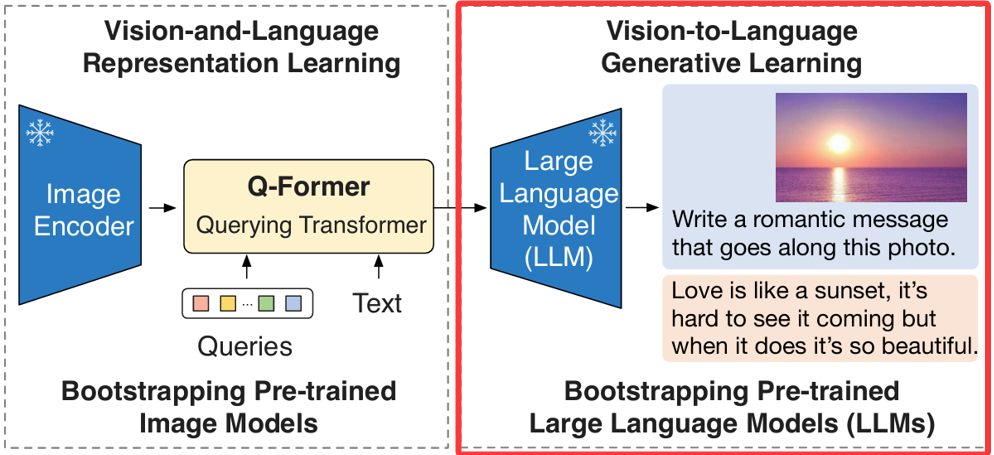 Vision-and-Language
Representation Learning
Image
Encoder
Q-Former
Querying Transformer
...
Queries
Text
Bootstrapping Pre-trained
Image Models
Vision-to-Language
Generative Learning
Large
Language
Model
(LLM)
Write a romantic message
that goes along this photo.
Love is like a sunset, it's
hard to see it coming but
when it does it's so beautiful.
Bootstrapping Pre-trained
Large Language Models (LLMs)